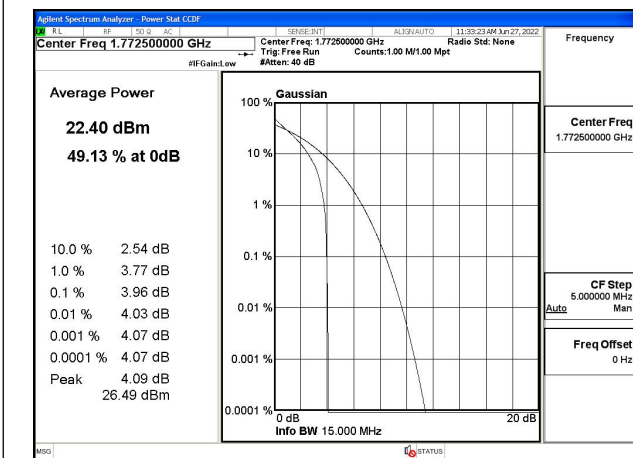 Agilent Spectrum Analyzer - Power Stat CCDF
LXI RL RF 50 Ω AC SENSE:INT ALIGN AUTO 11:33:23 AM Jun 27, 2022
Center Freq 1.772500000 GHz
Center Freq: 1.772500000 GHz Radio Std: None
Trig: Free Run Counts:1.00 M/1.00 Mpt
#IFGain:Low #Atten: 40 dB
Frequency
Average Power
22.40 dBm
49.13 % at 0dB
10.0 % 2.54 dB
1.0 % 3.77 dB
0.1 % 3.96 dB
0.01 % 4.03 dB
0.001 % 4.07 dB
0.0001 % 4.07 dB
Peak 4.09 dB
26.49 dBm
Gaussian
100 %
10 %
1 %
0.1 %
0.01 %
0.001 %
0.0001 %
0 dB 20 dB
Info BW 15.000 MHz
Center Freq
1.772500000 GHz
CF Step
5.000000 MHz
Auto Man
Freq Offset
0 Hz
MSG STATUS